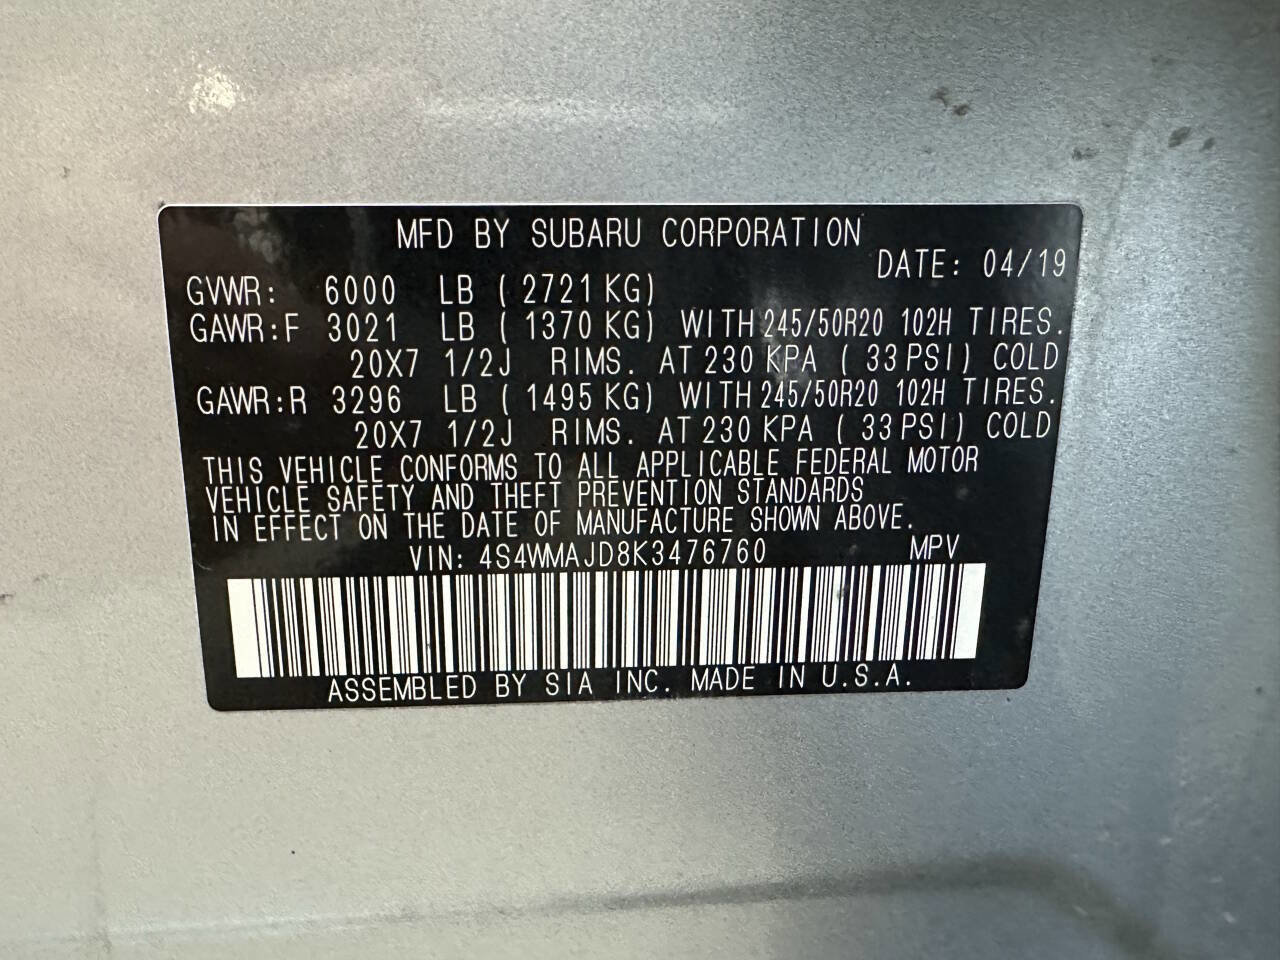 MFD BY SUBARU CORPORATION
DATE: 04/19
GVWR: 6000 LB ( 2721 KG)
GAWR:F 3021 LB ( 1370 KG) WITH 245/50R20 102H TIRES.
20X7 1/2J RIMS. AT 230 KPA ( 33 PSI) COLD
GAWR:R 3296 LB ( 1495 KG) WITH 245/50R20 102H TIRES.
20X7 1/2J RIMS. AT 230 KPA ( 33 PSI) COLD
THIS VEHICLE CONFORMS TO ALL APPLICABLE FEDERAL MOTOR
VEHICLE SAFETY AND THEFT PREVENTION STANDARDS
IN EFFECT ON THE DATE OF MANUFACTURE SHOWN ABOVE.
VIN: 4S4WMAJD8K3476760 MPV
ASSEMBLED BY SIA INC. MADE IN U.S.A.